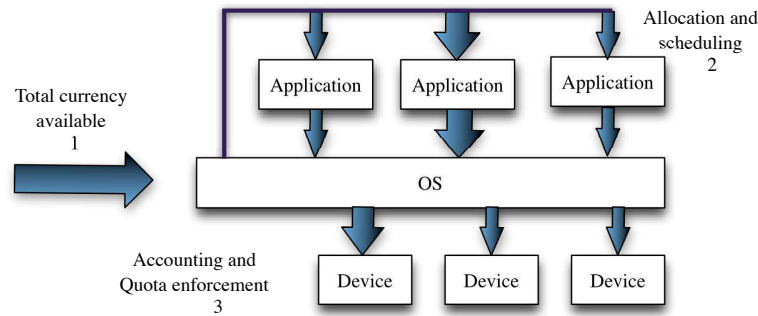 Allocation and
scheduling
2
Application
Application
Application
Total currency
available
1
OS
Accounting and
Quota enforcement
3
Device
Device
Device